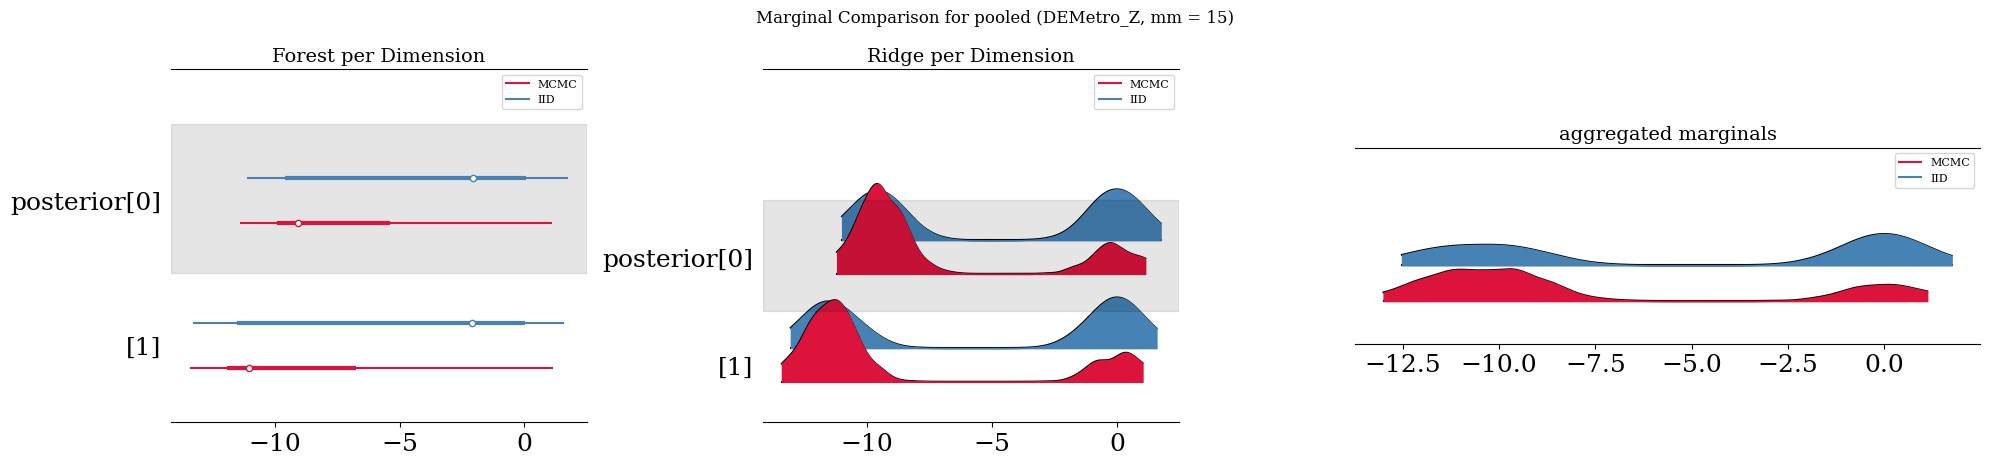 Marginal Comparison for pooled (DEMetro_Z, mm = 15)
Forest per Dimension
MCMC
IID
posterior[0]
[1]
−10 −5 0
Ridge per Dimension
MCMC
IID
posterior[0]
[1]
−10 −5 0
aggregated marginals
MCMC
IID
−12.5 −10.0 −7.5 −5.0 −2.5 0.0